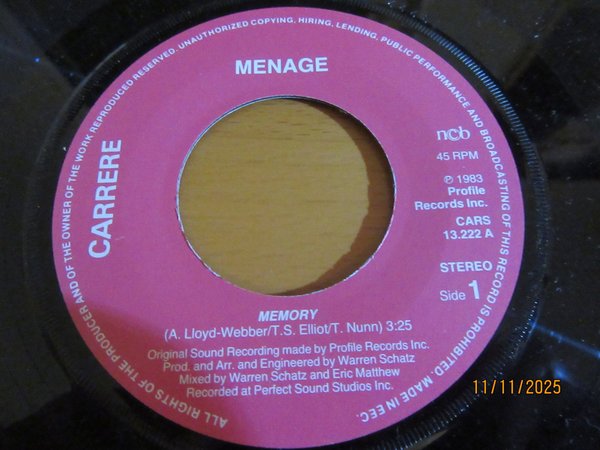 ALL RIGHTS OF THE PRODUCER AND OF THE OWNER OF THE WORK REPRODUCED RESERVED. UNAUTHORIZED COPYING, HIRING, LENDING, PUBLIC PERFORMANCE AND BROADCASTING OF THIS RECORD IS PROHIBITED. MADE IN EEC.
MENAGE
CARRERE
ncb
45 RPM
℗ 1983
Profile
Records Inc.
CARS
13.222 A
STEREO
Side 1
MEMORY
(A. Lloyd-Webber/T.S. Elliot/T. Nunn) 3:25
Original Sound Recording made by Profile Records Inc.
Prod. and Arr. and Engineered by Warren Schatz
Mixed by Warren Schatz and Eric Matthew
Recorded at Perfect Sound Studios Inc.
11/11/2025